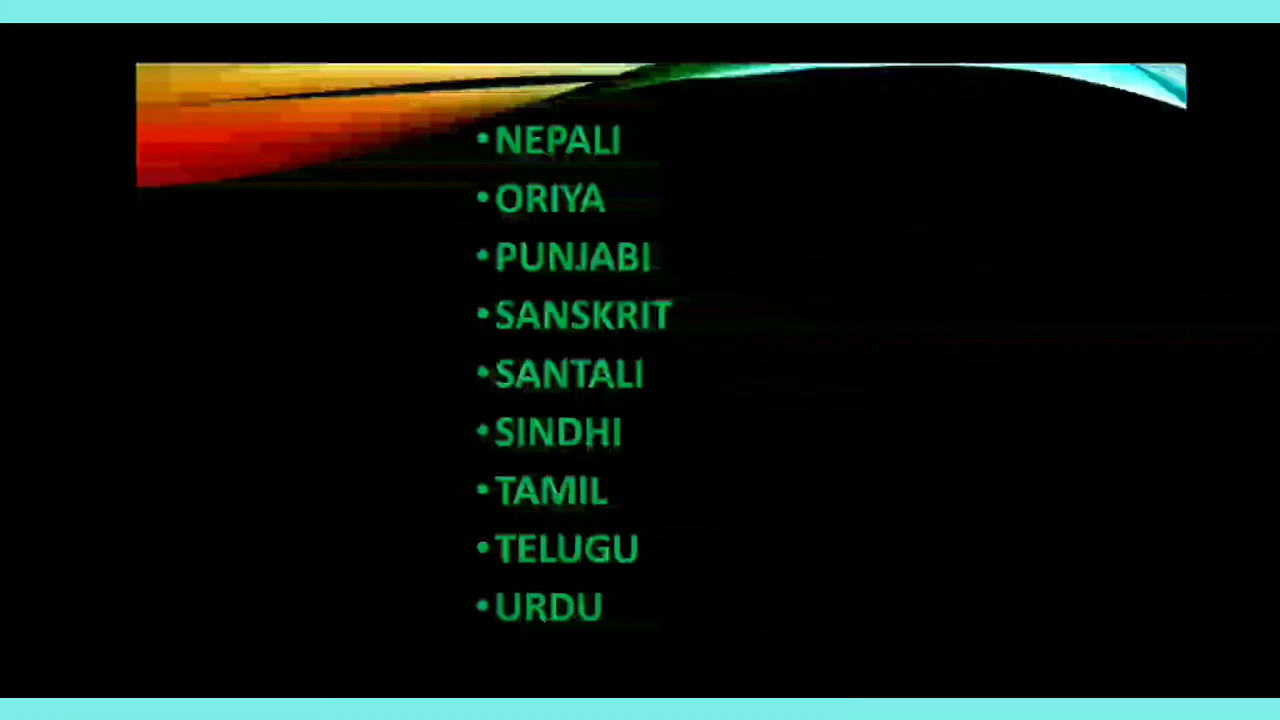 • NEPALI
• ORIYA
• PUNJABI
• SANSKRIT
• SANTALI
• SINDHI
• TAMIL
• TELUGU
• URDU